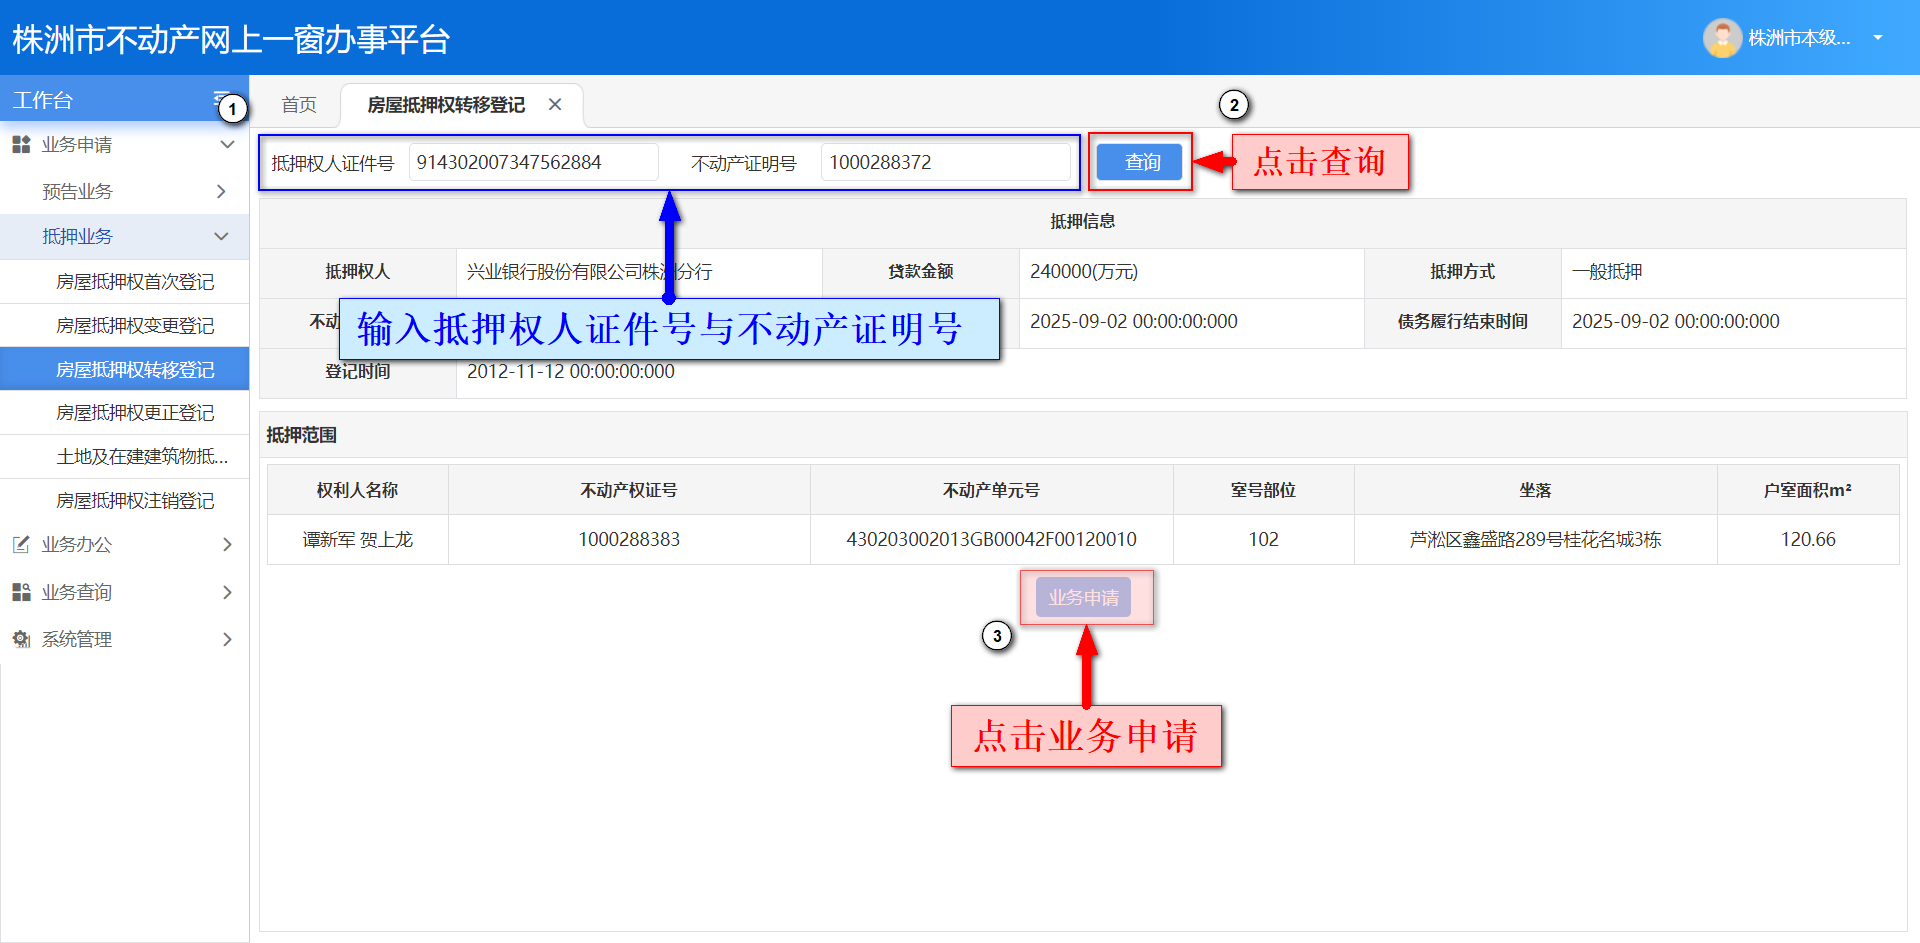 株洲市不动产网上一窗办事平台
株洲市本级...
工作台
1
首页
房屋抵押权转移登记
2
业务申请
预告业务
抵押业务
房屋抵押权首次登记
房屋抵押权变更登记
房屋抵押权转移登记
房屋抵押权更正登记
土地及在建建筑物抵...
房屋抵押权注销登记
业务办公
业务查询
系统管理
抵押权人证件号 914302007347562884 不动产证明号 1000288372 查询
点击查询
抵押信息
抵押权人 兴业银行股份有限公司株洲分行 贷款金额 240000(万元) 抵押方式 一般抵押
不动 2025-09-02 00:00:00:000 债务履行结束时间 2025-09-02 00:00:00:000
输入抵押权人证件号与不动产证明号
登记时间 2012-11-12 00:00:00:000
抵押范围
权利人名称 不动产权证号 不动产单元号 室号部位 坐落 户室面积m²
谭新军 贺上龙 1000288383 430203002013GB00042F00120010 102 芦淞区鑫盛路289号桂花名城3栋 120.66
业务申请
3
点击业务申请